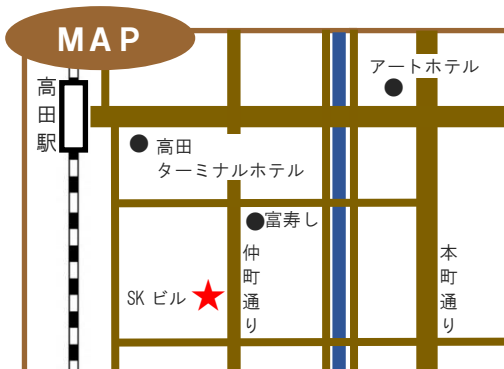 MAP
高田駅
アートホテル
高田
ターミナルホテル
富寿し
仲町通り
本町通り
SK ビル